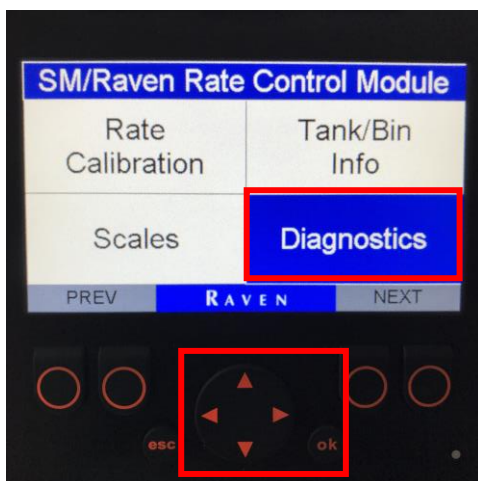 SM/Raven Rate Control Module
Rate
Calibration
Tank/Bin
Info
Scales
Diagnostics
PREV
RAVEN
NEXT
esc
ok